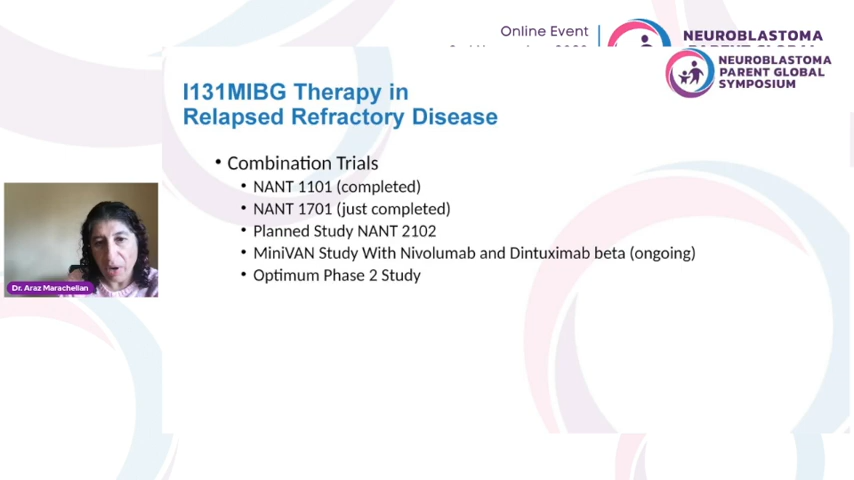 Online Event
NEUROBLASTOMA
NEUROBLASTOMA
PARENT GLOBAL
SYMPOSIUM
I131MIBG Therapy in
Relapsed Refractory Disease
• Combination Trials
• NANT 1101 (completed)
• NANT 1701 (just completed)
• Planned Study NANT 2102
• MiniVAN Study With Nivolumab and Dintuximab beta (ongoing)
• Optimum Phase 2 Study
Dr. Araz Marachelian